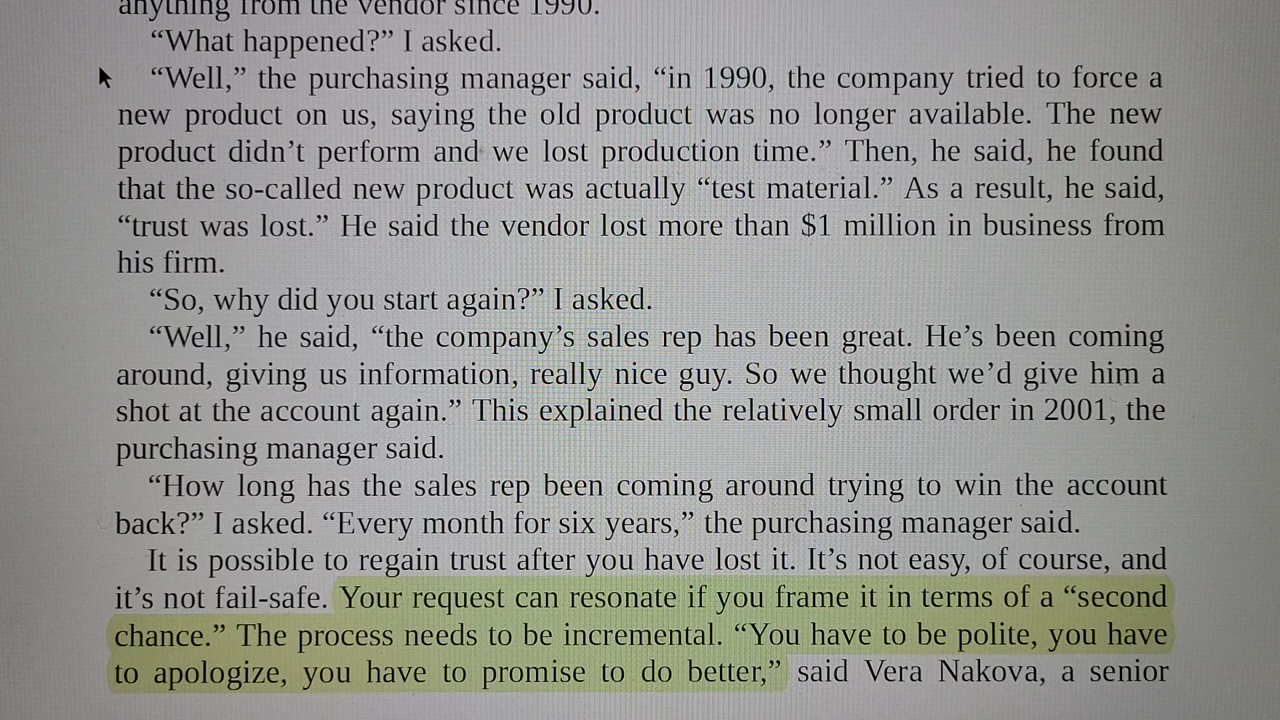 anything from the vendor since 1990.
“What happened?” I asked.
“Well,” the purchasing manager said, “in 1990, the company tried to force a
new product on us, saying the old product was no longer available. The new
product didn’t perform and we lost production time.” Then, he said, he found
that the so-called new product was actually “test material.” As a result, he said,
“trust was lost.” He said the vendor lost more than $1 million in business from
his firm.
“So, why did you start again?” I asked.
“Well,” he said, “the company’s sales rep has been great. He’s been coming
around, giving us information, really nice guy. So we thought we’d give him a
shot at the account again.” This explained the relatively small order in 2001, the
purchasing manager said.
“How long has the sales rep been coming around trying to win the account
back?” I asked. “Every month for six years,” the purchasing manager said.
It is possible to regain trust after you have lost it. It’s not easy, of course, and
it’s not fail-safe. Your request can resonate if you frame it in terms of a “second
chance.” The process needs to be incremental. “You have to be polite, you have
to apologize, you have to promise to do better,” said Vera Nakova, a senior